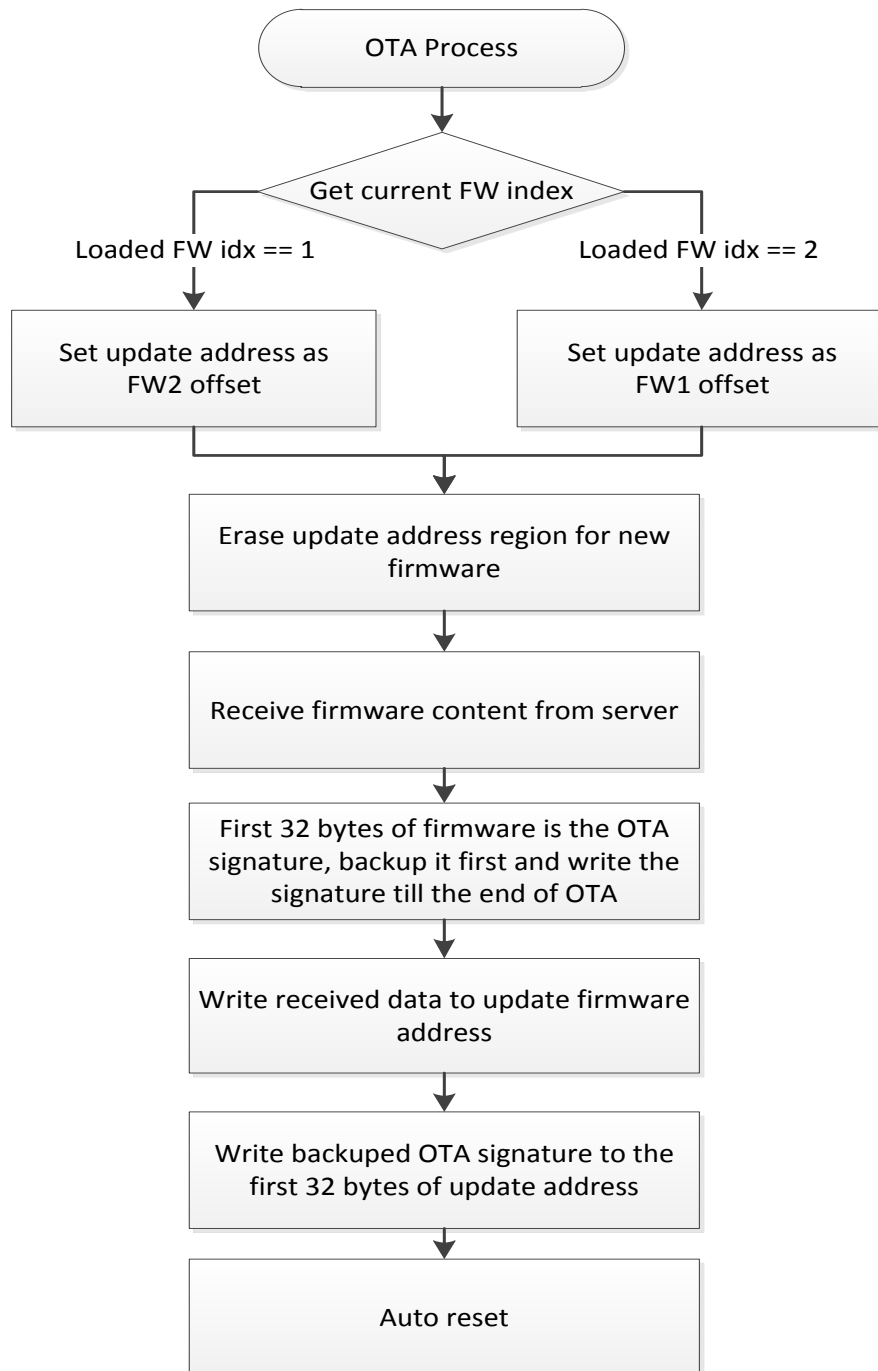 OTA Process
Get current FW index
Loaded FW idx == 1
Loaded FW idx == 2
Set update address as
FW2 offset
Set update address as
FW1 offset
Erase update address region for new
firmware
Receive firmware content from server
First 32 bytes of firmware is the OTA
signature, backup it first and write the
signature till the end of OTA
Write received data to update firmware
address
Write backuped OTA signature to the
first 32 bytes of update address
Auto reset